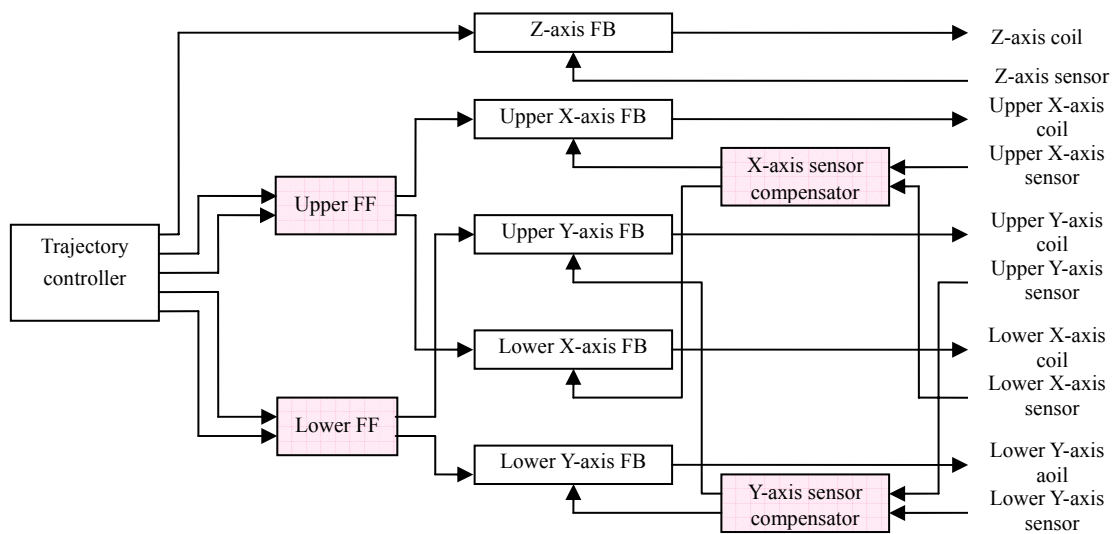 Z-axis FB
Z-axis coil
Z-axis sensor
Upper X-axis FB
Upper X-axis
coil
Upper X-axis
sensor
X-axis sensor
compensator
Upper FF
Trajectory
controller
Upper Y-axis FB
Upper Y-axis
coil
Upper Y-axis
sensor
Lower X-axis FB
Lower X-axis
coil
Lower X-axis
sensor
Lower FF
Lower Y-axis FB
Lower Y-axis
aoil
Lower Y-axis
sensor
Y-axis sensor
compensator